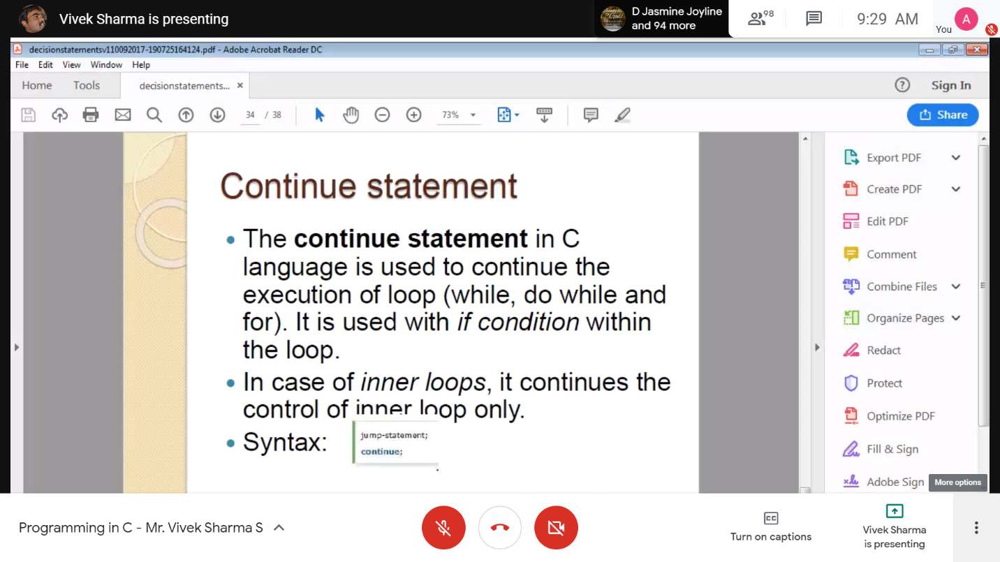 Vivek Sharma is presenting
D Jasmine Joyline
and 94 more
98
9:29 AM
You
A
decisionstatementsv110092017-190725164124.pdf - Adobe Acrobat Reader DC
File Edit View Window Help
Home Tools decisionstatements... × ? Sign In
34 / 38 73% Share
Continue statement
• The continue statement in C
language is used to continue the
execution of loop (while, do while and
for). It is used with if condition within
the loop.
• In case of inner loops, it continues the
control of inner loop only.
• Syntax:
jump-statement;
continue;
Export PDF
Create PDF
Edit PDF
Comment
Combine Files
Organize Pages
Redact
Protect
Optimize PDF
Fill & Sign
Adobe Sign
More options
Programming in C - Mr. Vivek Sharma S
CC
Turn on captions
Vivek Sharma
is presenting